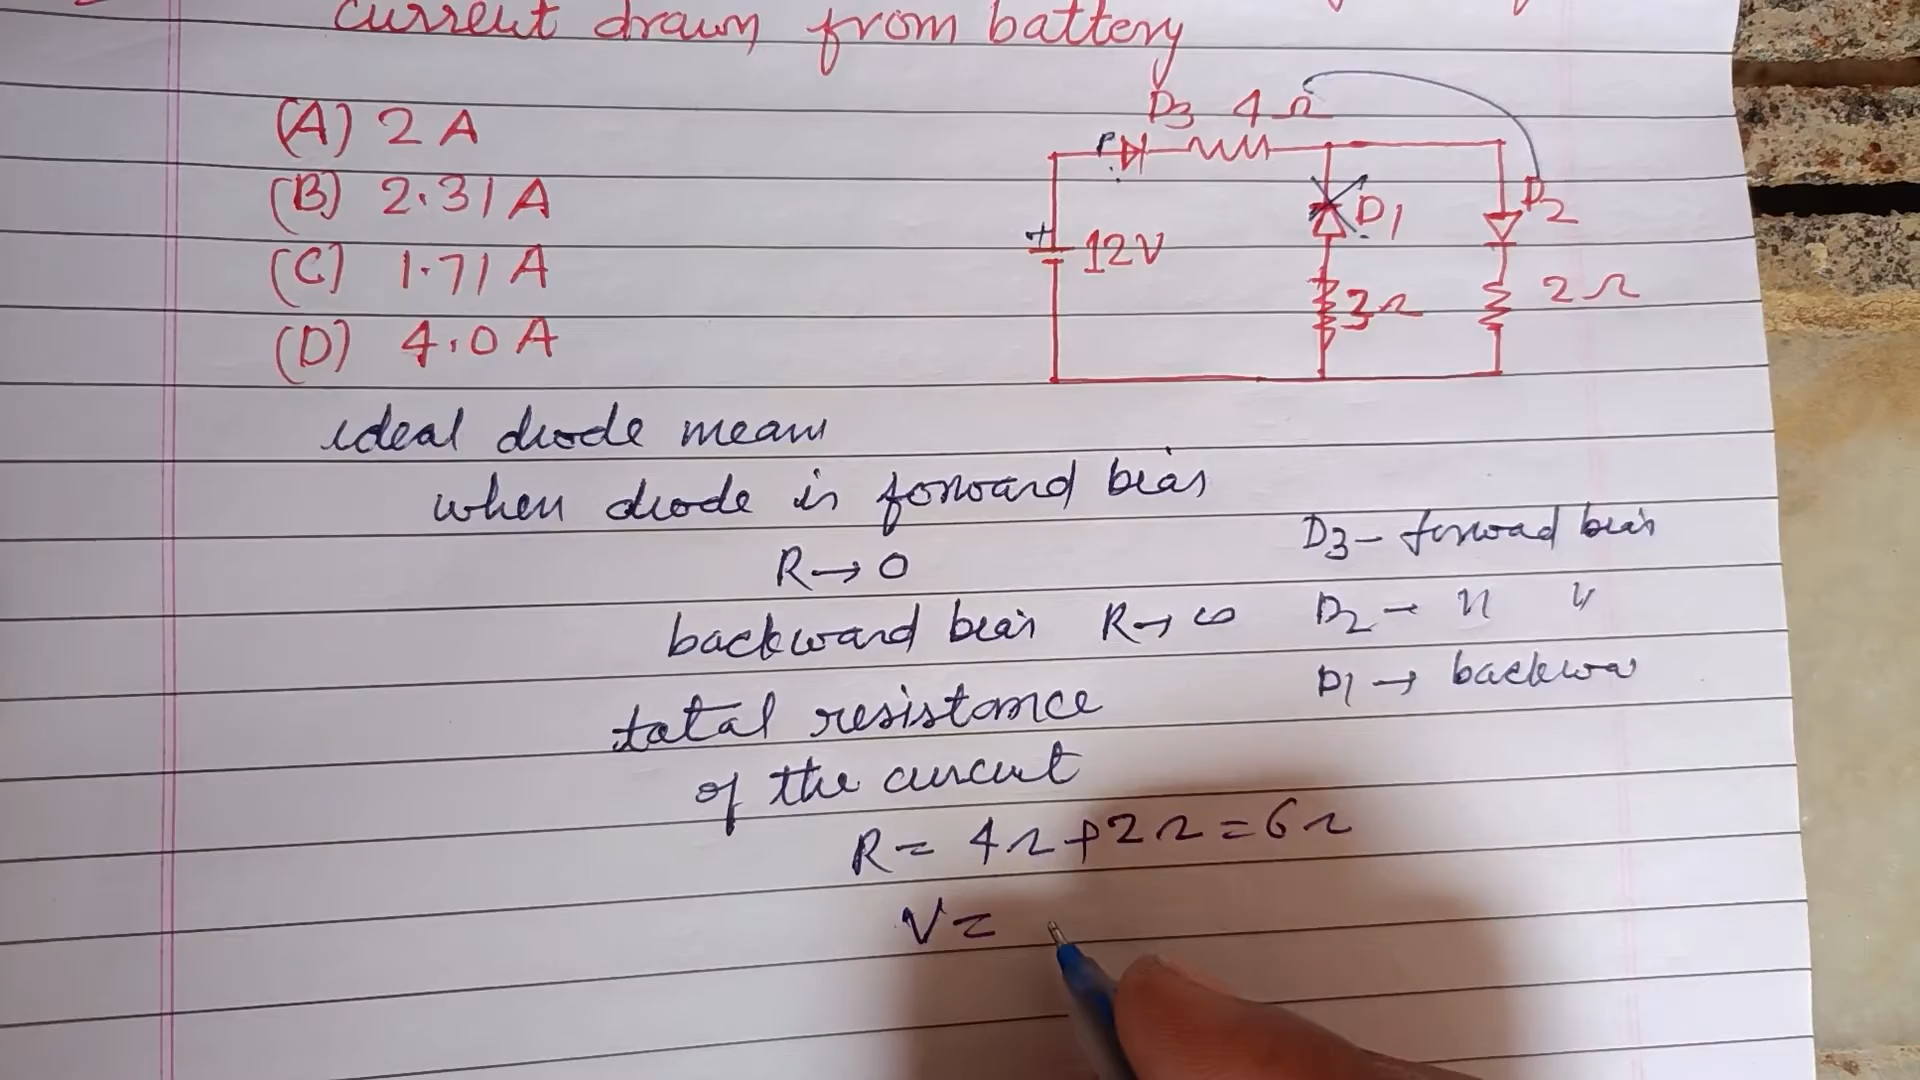 current drawn from battery
(A) 2 A
(B) 2.31 A
(C) 1.71 A
(D) 4.0 A
D3 4Ω
P
+
12V
D1
D2
3Ω
2Ω
ideal diode mean
when diode is forward bias
R→0
backward bias R→∞
D3 – forwad bias
D2 → 〃 〃
D1 → backwa
total resistance
of the circuit
R = 4Ω+2Ω=6Ω
V=